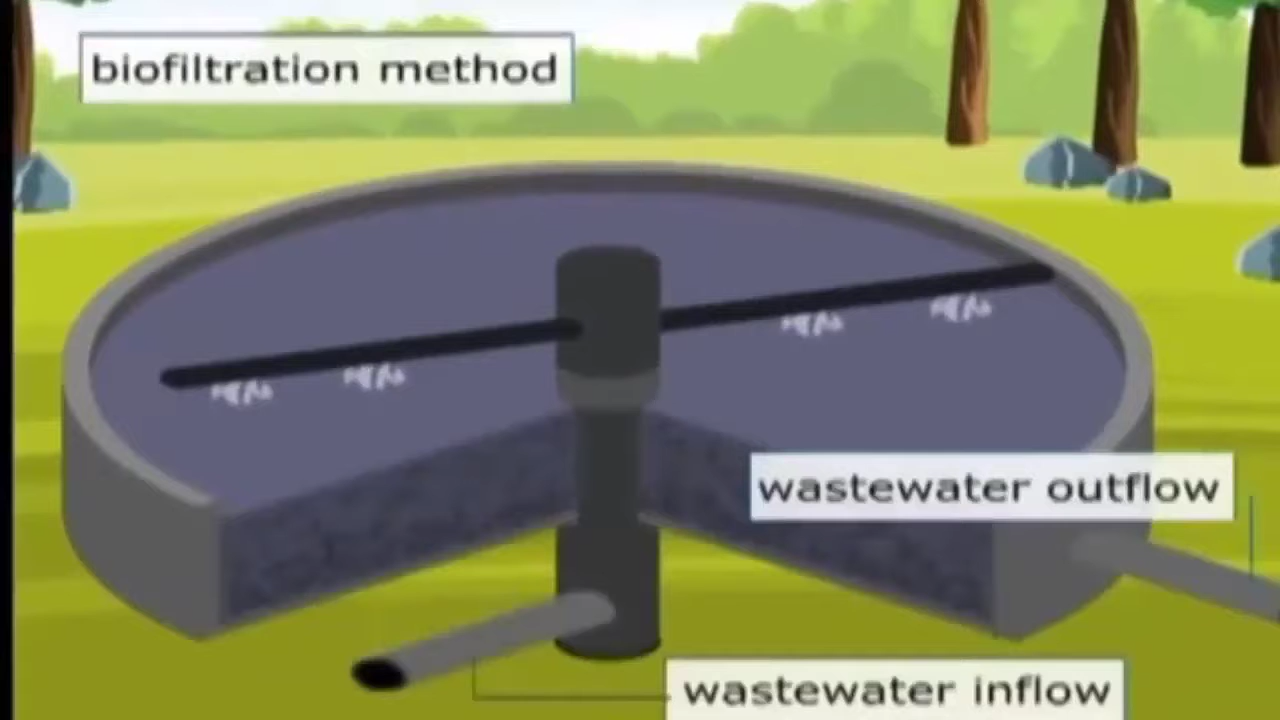 biofiltration method
wastewater outflow
wastewater inflow